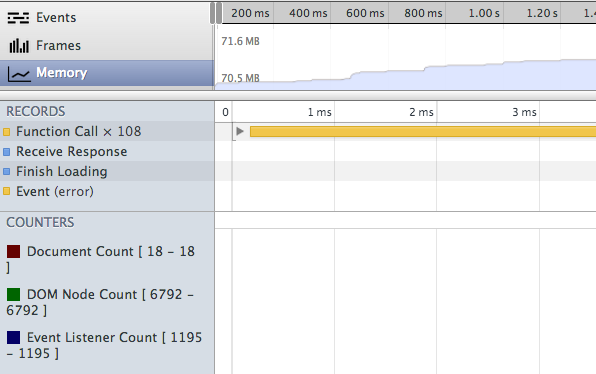 Events
Frames
Memory
200 ms 400 ms 600 ms 800 ms 1.00 s 1.20 s 1.4
71.6 MB
70.5 MB
RECORDS
0 1 ms 2 ms 3 ms
Function Call × 108
Receive Response
Finish Loading
Event (error)
COUNTERS
Document Count [ 18 – 18
]
DOM Node Count [ 6792 –
6792 ]
Event Listener Count [ 1195
– 1195 ]